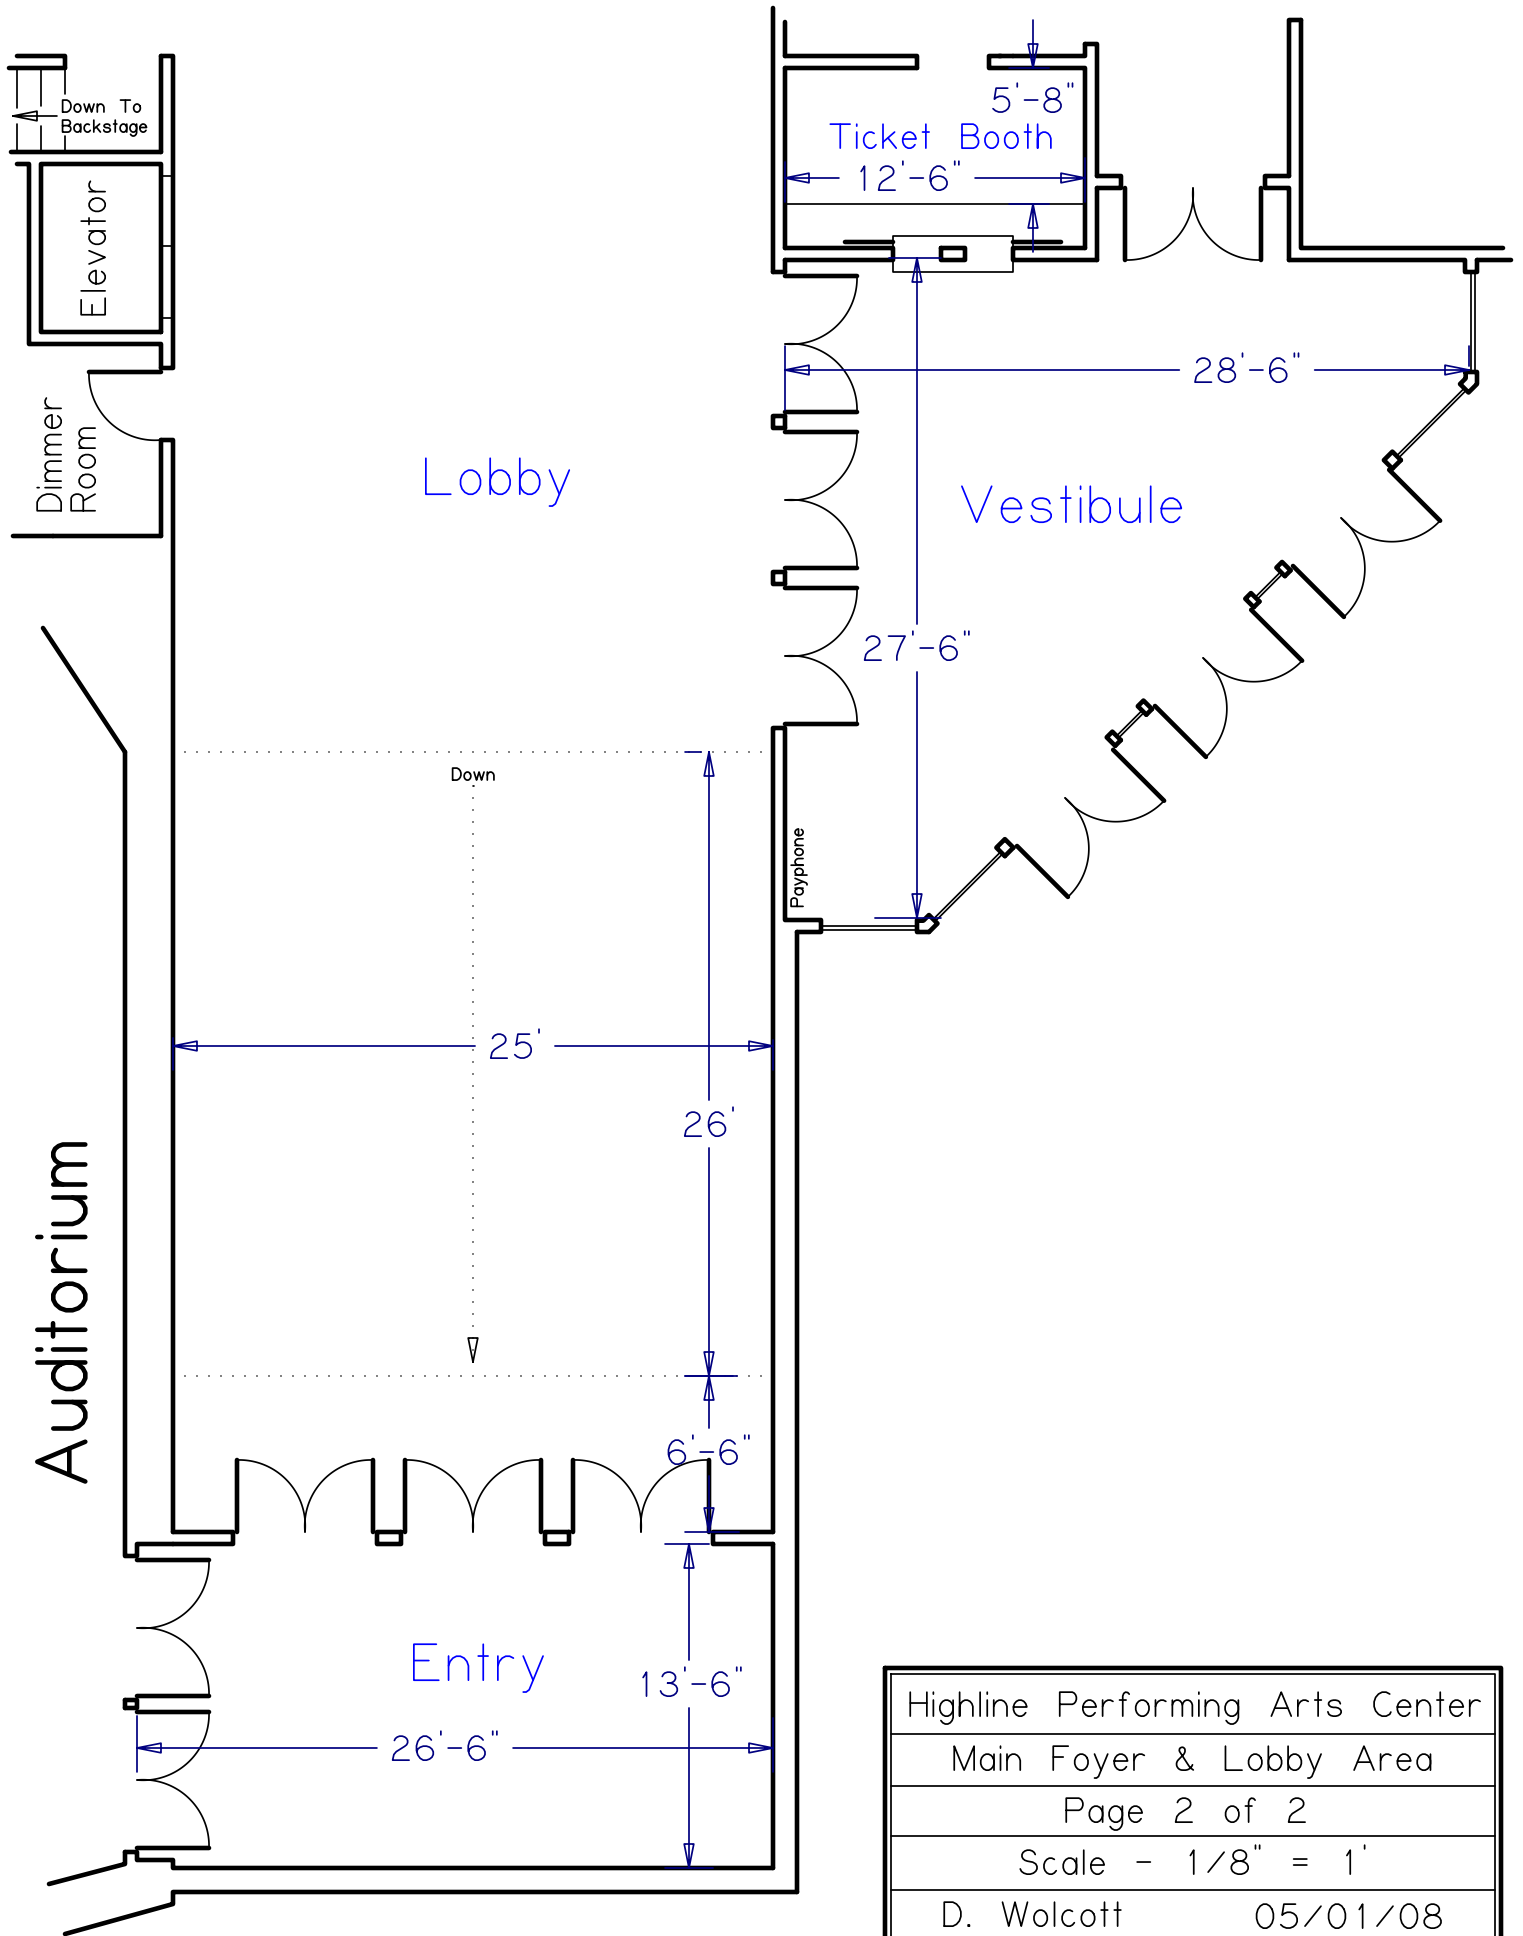 Down To
Backstage
5'-8"
Ticket Booth
12'-6"
Elevator
28'-6"
Dimmer
Room
Lobby
Vestibule
27'-6"
Down
Payphone
25'
26'
Auditorium
6'-6"
Entry
13'-6"
26'-6"
Highline Performing Arts Center
Main Foyer & Lobby Area
Page 2 of 2
Scale - 1/8" = 1'
D. Wolcott 05/01/08